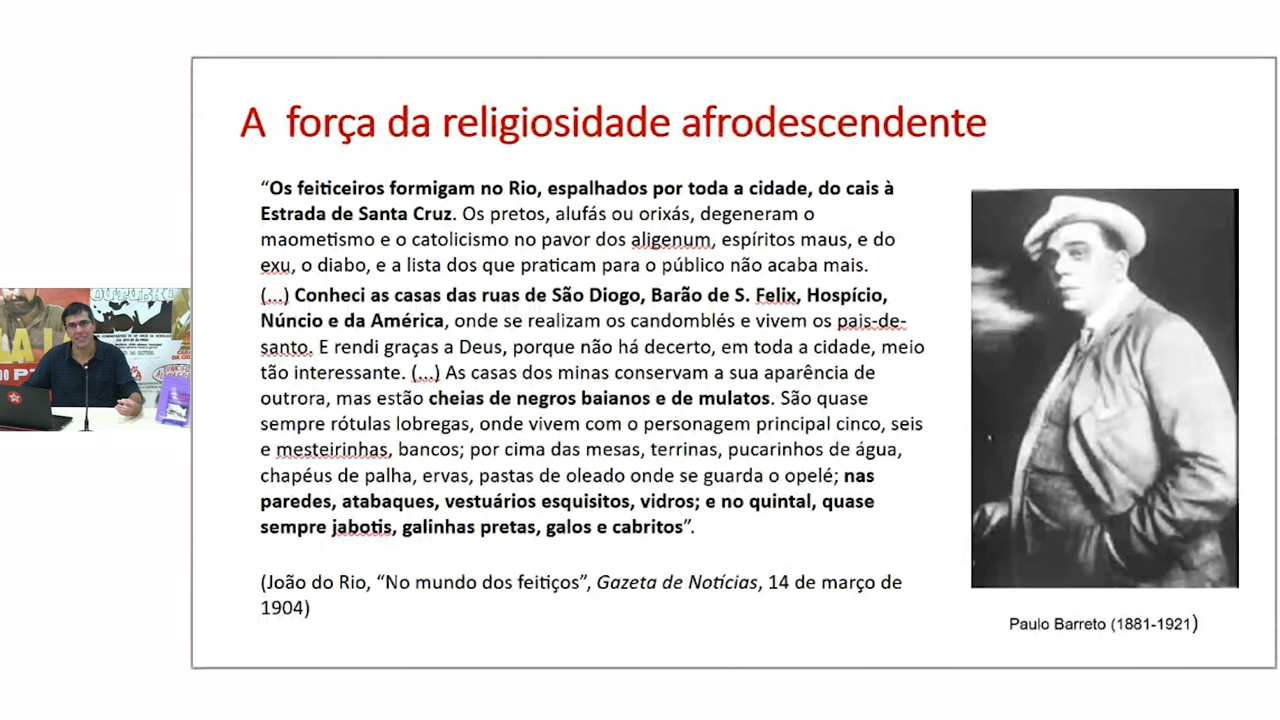 A força da religiosidade afrodescendente
“Os feiticeiros formigam no Rio, espalhados por toda a cidade, do cais à
Estrada de Santa Cruz. Os pretos, alufás ou orixás, degeneram o
maometismo e o catolicismo no pavor dos aligenum, espíritos maus, e do
exu, o diabo, e a lista dos que praticam para o público não acaba mais.
(...) Conheci as casas das ruas de São Diogo, Barão de S. Felix, Hospício,
Núncio e da América, onde se realizam os candomblés e vivem os pais-de-
santo. E rendi graças a Deus, porque não há decerto, em toda a cidade, meio
tão interessante. (...) As casas dos minas conservam a sua aparência de
outrora, mas estão cheias de negros baianos e de mulatos. São quase
sempre rótulas lobregas, onde vivem com o personagem principal cinco, seis
e mesteirinhas, bancos; por cima das mesas, terrinas, pucarinhos de água,
chapéus de palha, ervas, pastas de oleado onde se guarda o opelé; nas
paredes, atabaques, vestuários esquisitos, vidros; e no quintal, quase
sempre jabotis, galinhas pretas, galos e cabritos”.
(João do Rio, “No mundo dos feitiços”, Gazeta de Notícias, 14 de março de
1904)
Paulo Barreto (1881-1921)
OUTUBRO